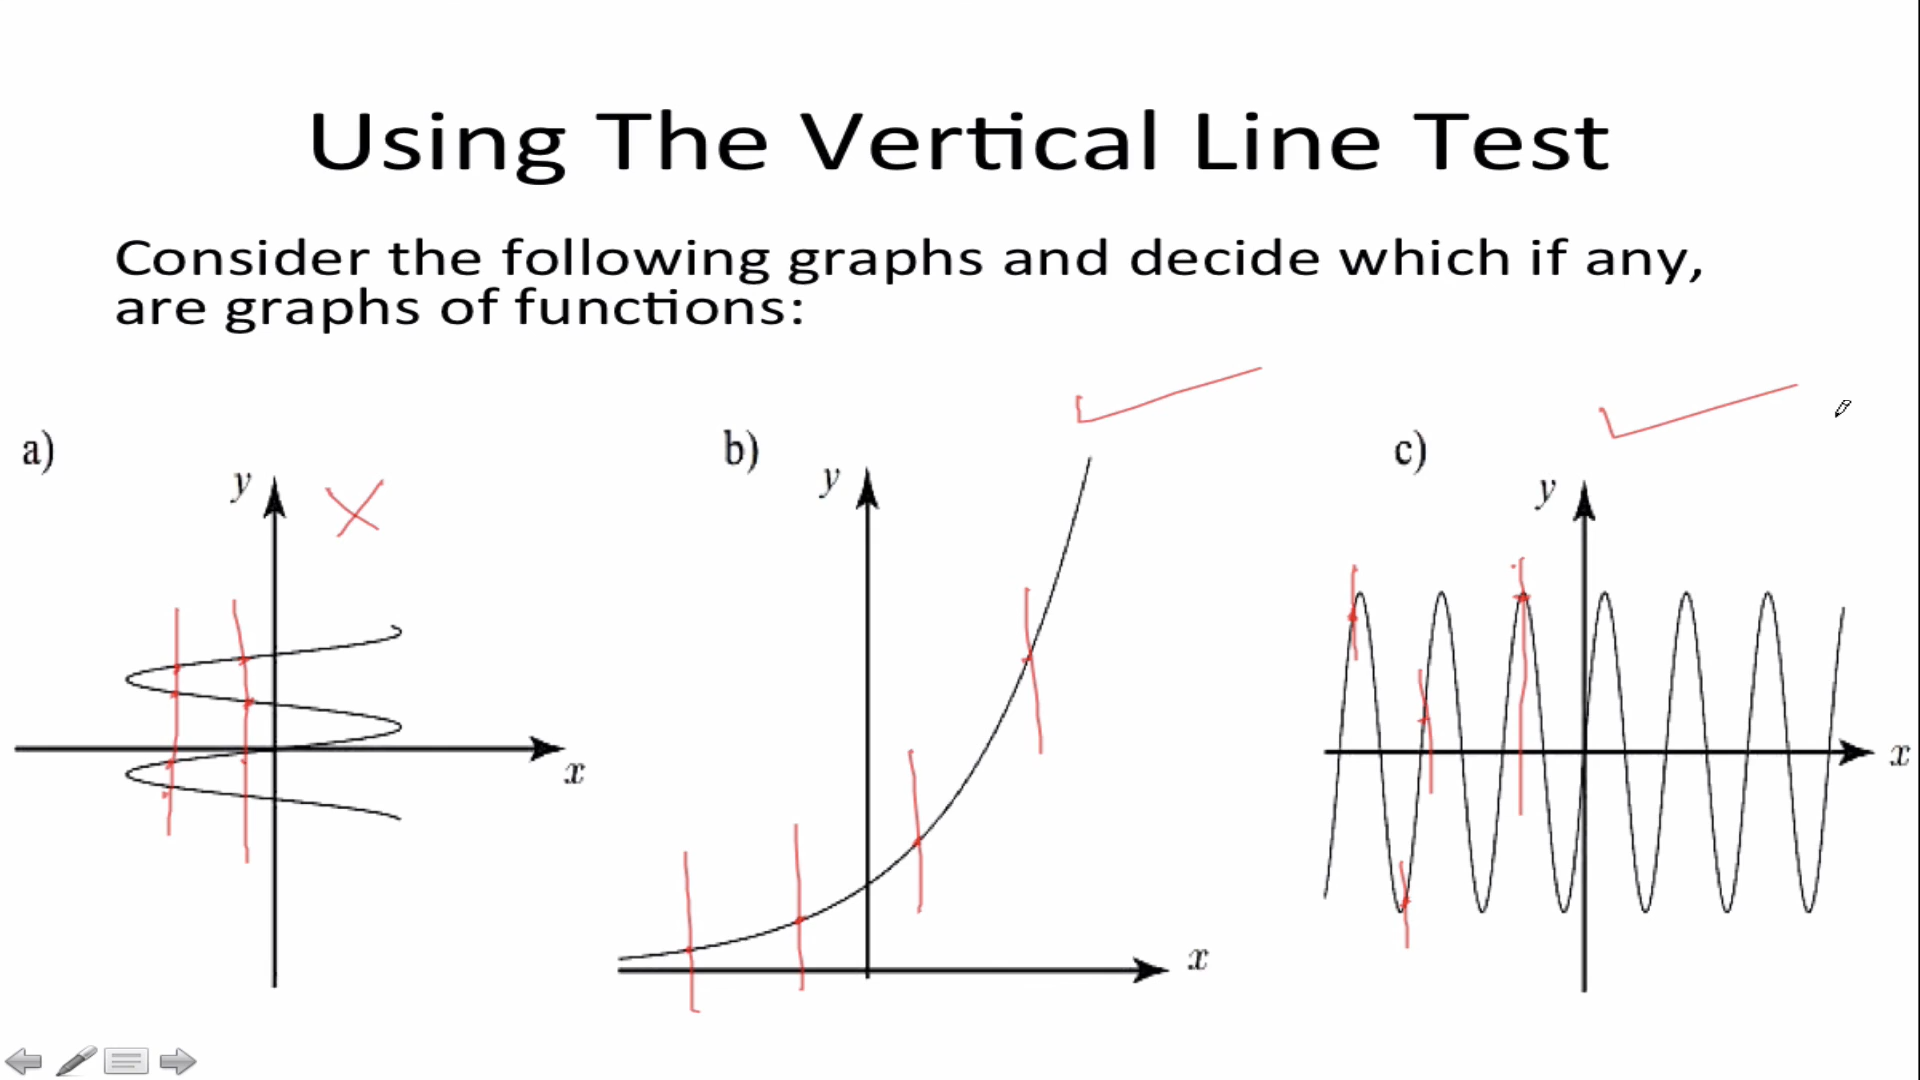 Using The Vertical Line Test
Consider the following graphs and decide which if any,
are graphs of functions:
a)
y
x
b)
y
x
c)
y
x